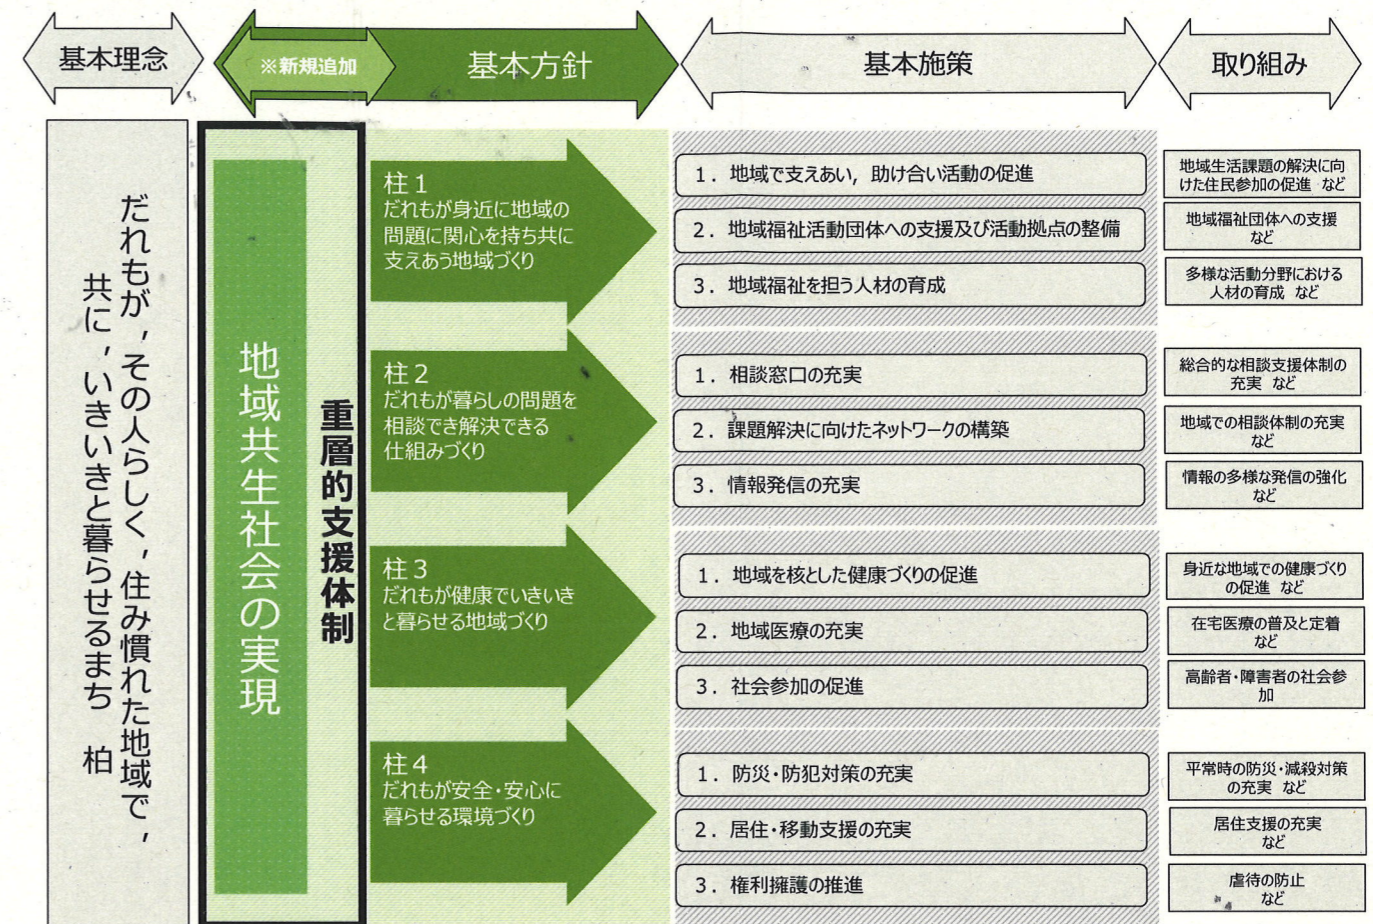 基本理念
※新規追加
基本方針
基本施策
取り組み
だれもが，その人らしく，住み慣れた地域で，
共に，いきいきと暮らせるまち　柏
地域共生社会の実現
重層的支援体制
柱１
だれもが身近に地域の
問題に関心を持ち共に
支えあう地域づくり
1．地域で支えあい，助け合い活動の促進
地域生活課題の解決に向
けた住民参加の促進 など
2．地域福祉活動団体への支援及び活動拠点の整備
地域福祉団体への支援
など
3．地域福祉を担う人材の育成
多様な活動分野における
人材の育成 など
柱２
だれもが暮らしの問題を
相談でき解決できる
仕組みづくり
1．相談窓口の充実
総合的な相談支援体制の
充実 など
2．課題解決に向けたネットワークの構築
地域での相談体制の充実
など
3．情報発信の充実
情報の多様な発信の強化
など
柱３
だれもが健康でいきいき
と暮らせる地域づくり
1．地域を核とした健康づくりの促進
身近な地域での健康づくり
の促進 など
2．地域医療の充実
在宅医療の普及と定着
など
3．社会参加の促進
高齢者・障害者の社会参
加
柱４
だれもが安全・安心に
暮らせる環境づくり
1．防災・防犯対策の充実
平常時の防災・減殺対策
の充実 など
2．居住・移動支援の充実
居住支援の充実
など
3．権利擁護の推進
虐待の防止
など